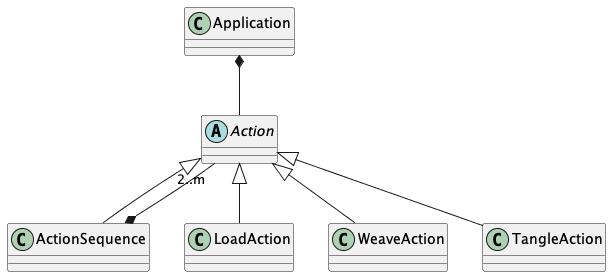 C Application
A Action
2..m
C ActionSequence
C LoadAction
C WeaveAction
C TangleAction